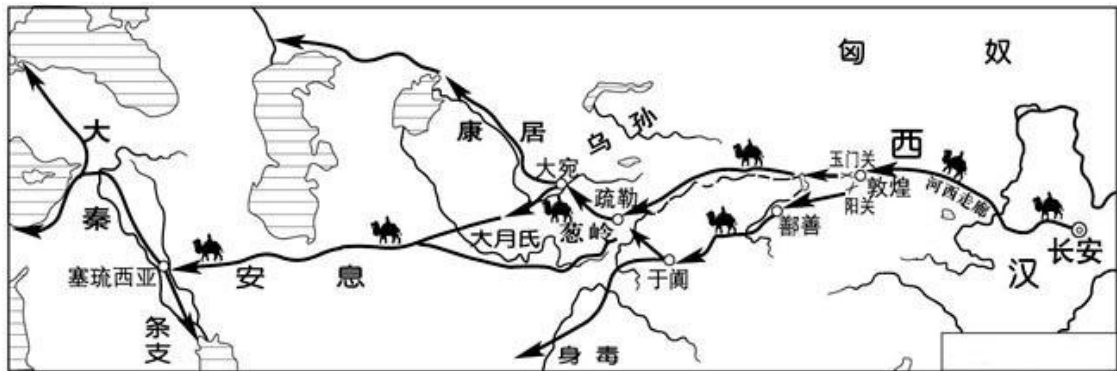 匈 奴
西
大
秦
康 居
乌 孙
大宛
疏勒
葱岭
大月氏
玉门关
敦煌
阳关
河西走廊
鄯善
于阗
长安
汉
塞琉西亚
安 息
条支
身 毒